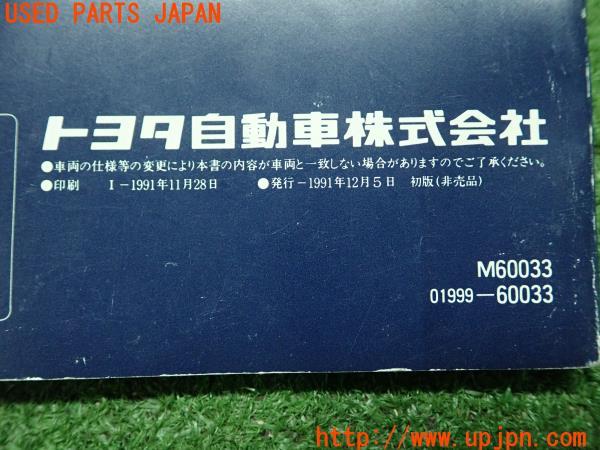 USED PARTS JAPAN
トヨタ自動車株式会社
●車両の仕様等の変更により本書の内容が車両と一致しない場合がありますのでご了承ください。
●印刷 I－1991年11月28日 ●発行－1991年12月5日 初版(非売品)
M60033
01999－60033
http://www.upjpn.com/